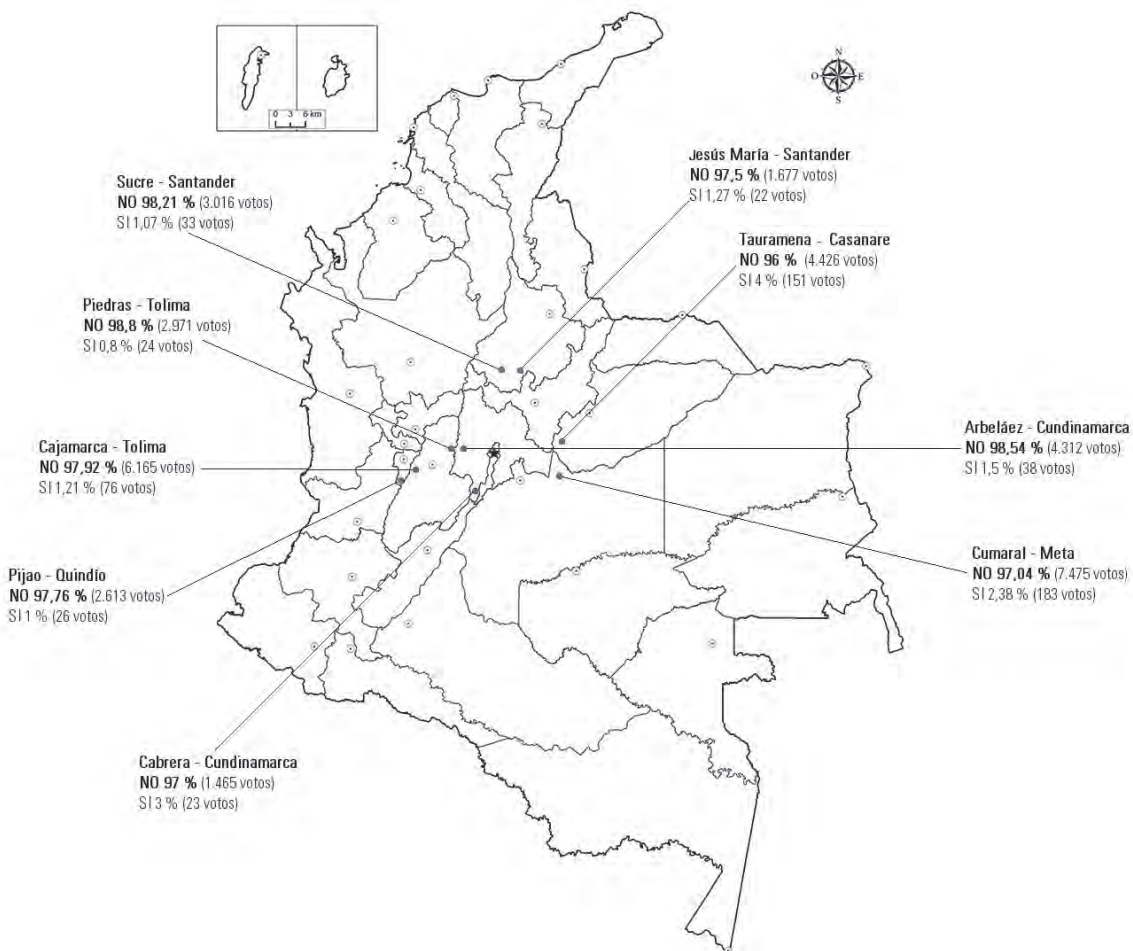 N
O E
S
0 3 6 km
Jesús María - Santander
NO 97,5 % (1.677 votos)
SI 1,27 % (22 votos)
Sucre - Santander
NO 98,21 % (3.016 votos)
SI 1,07 % (33 votos)
Tauramena - Casanare
NO 96 % (4.426 votos)
SI 4 % (151 votos)
Piedras - Tolima
NO 98,8 % (2.971 votos)
SI 0,8 % (24 votos)
Arbeláez - Cundinamarca
NO 98,54 % (4.312 votos)
SI 1,5 % (38 votos)
Cajamarca - Tolima
NO 97,92 % (6.165 votos)
SI 1,21 % (76 votos)
Cumaral - Meta
NO 97,04 % (7.475 votos)
SI 2,38 % (183 votos)
Pijao - Quindío
NO 97,76 % (2.613 votos)
SI 1 % (26 votos)
Cabrera - Cundinamarca
NO 97 % (1.465 votos)
SI 3 % (23 votos)